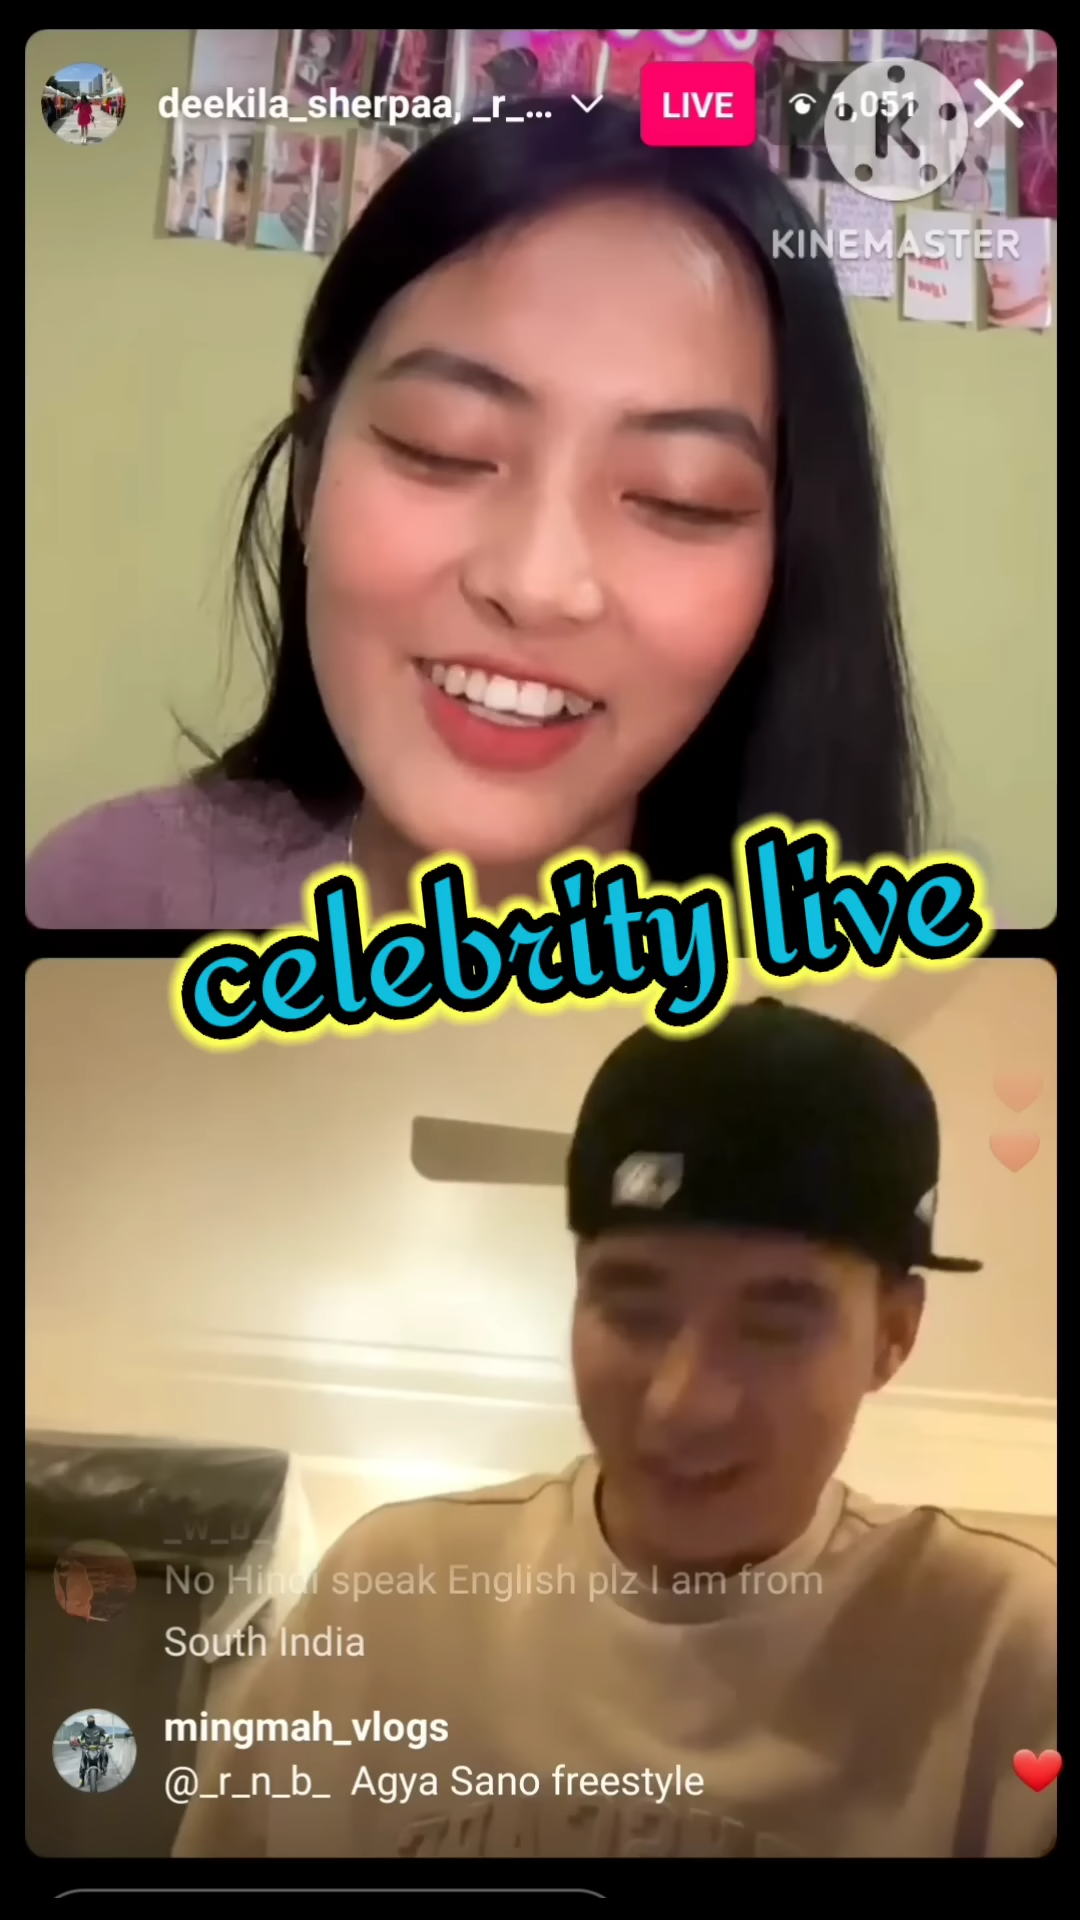 deekila_sherpaa, _r_...
LIVE
1,051
KINEMASTER
celebrity live
No Hindi speak English plz I am from
South India
mingmah_vlogs
@_r_n_b_ Agya Sano freestyle